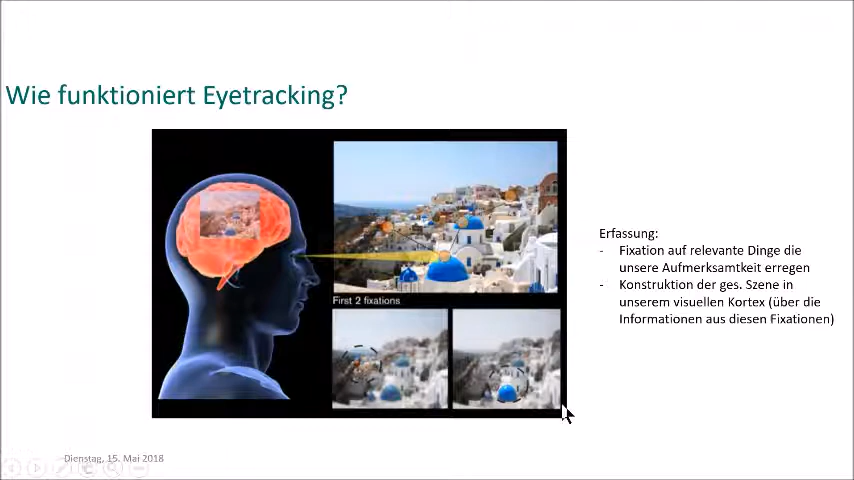 Wie funktioniert Eyetracking?
First 2 fixations
Erfassung:
- Fixation auf relevante Dinge die
unsere Aufmerksamtkeit erregen
- Konstruktion der ges. Szene in
unserem visuellen Kortex (über die
Informationen aus diesen Fixationen)
Dienstag, 15. Mai 2018